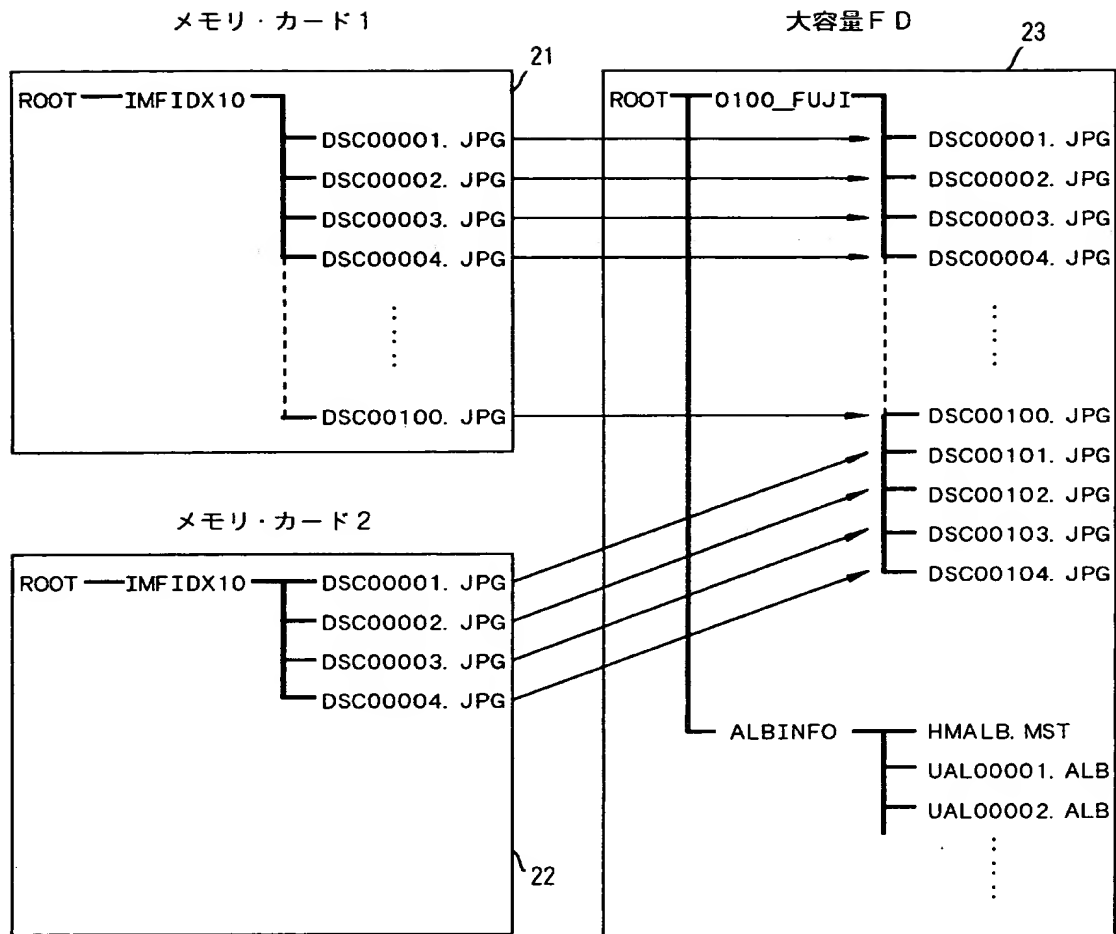 メモリ・カード1
21
ROOT IMFIDX10
DSC00001. JPG
DSC00002. JPG
DSC00003. JPG
DSC00004. JPG
DSC00100. JPG
メモリ・カード2
ROOT IMFIDX10 DSC00001. JPG
DSC00002. JPG
DSC00003. JPG
DSC00004. JPG
22
大容量FD
23
ROOT 0100_FUJI
DSC00001. JPG
DSC00002. JPG
DSC00003. JPG
DSC00004. JPG
DSC00100. JPG
DSC00101. JPG
DSC00102. JPG
DSC00103. JPG
DSC00104. JPG
ALBINFO HMALB. MST
UAL00001. ALB
UAL00002. ALB